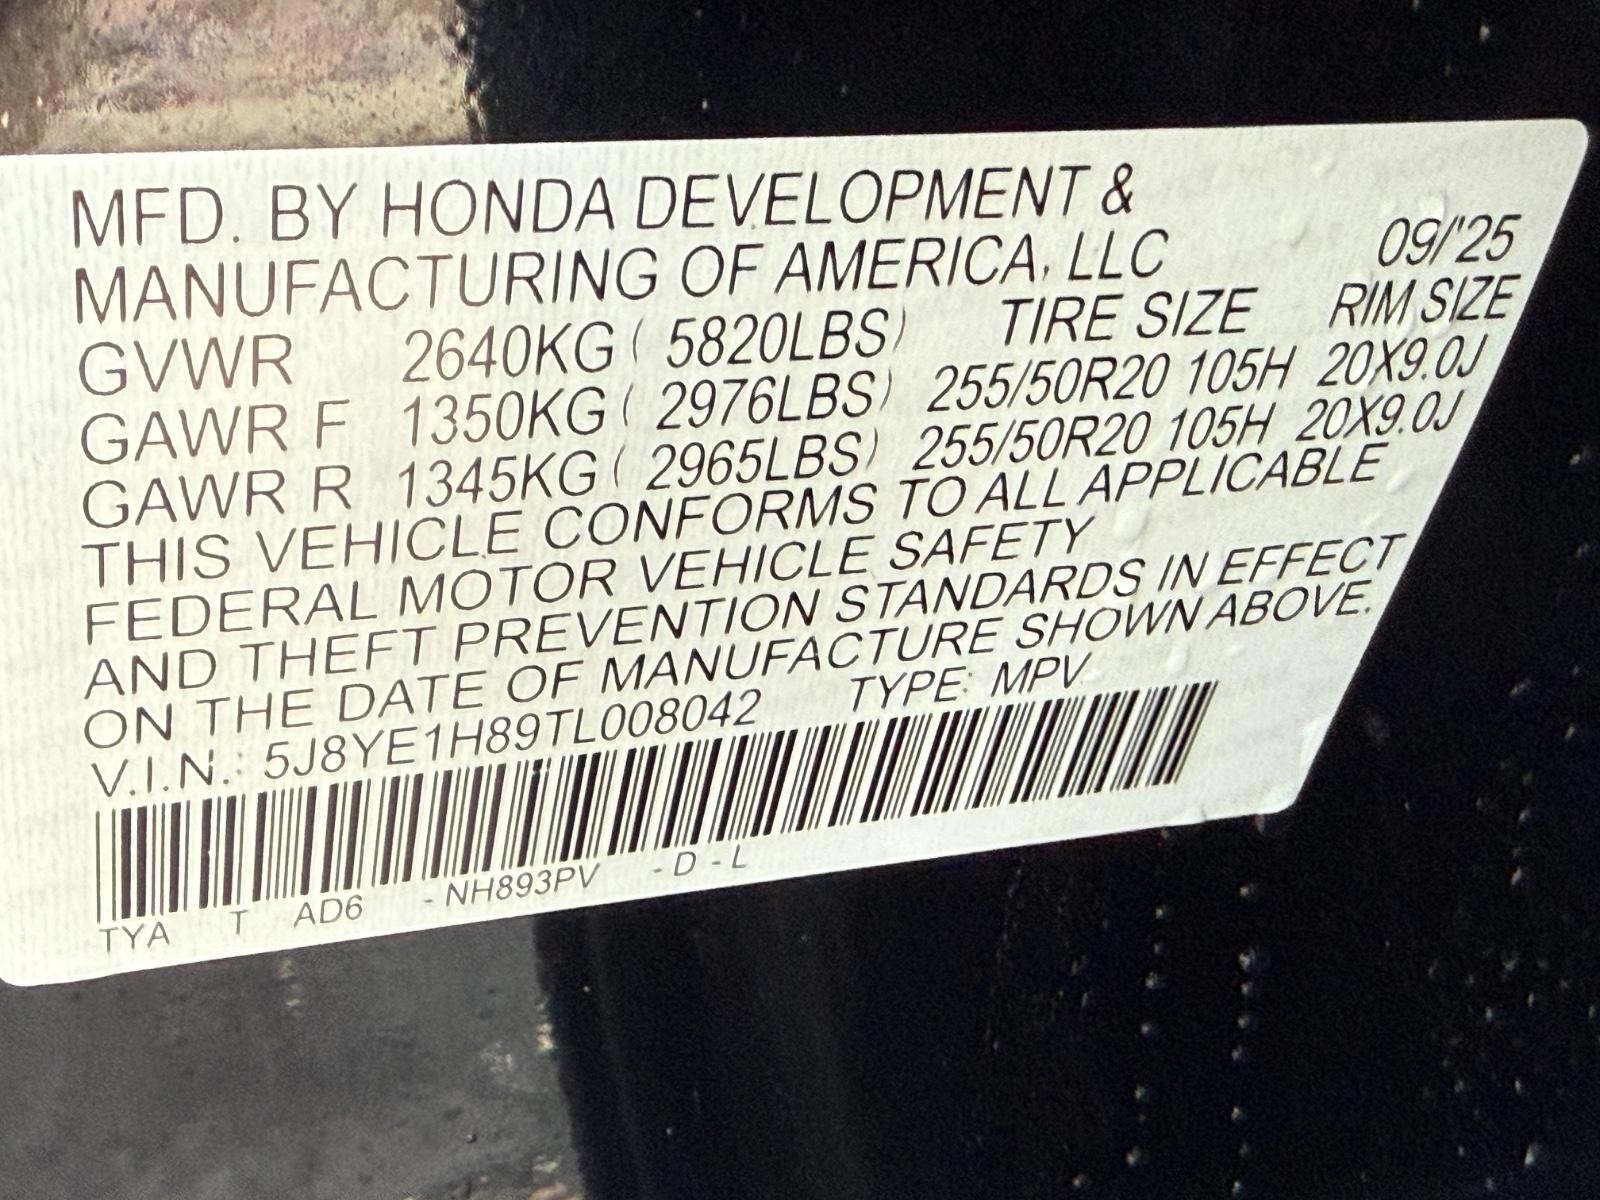 MFD. BY HONDA DEVELOPMENT &
MANUFACTURING OF AMERICA, LLC 09/'25
GVWR 2640KG ( 5820LBS) TIRE SIZE RIM SIZE
GAWR F 1350KG ( 2976LBS) 255/50R20 105H 20X9.0J
GAWR R 1345KG ( 2965LBS) 255/50R20 105H 20X9.0J
THIS VEHICLE CONFORMS TO ALL APPLICABLE
FEDERAL MOTOR VEHICLE SAFETY
AND THEFT PREVENTION STANDARDS IN EFFECT
ON THE DATE OF MANUFACTURE SHOWN ABOVE.
V.I.N.: 5J8YE1H89TL008042 TYPE: MPV
TYA T AD6 - NH893PV - D - L